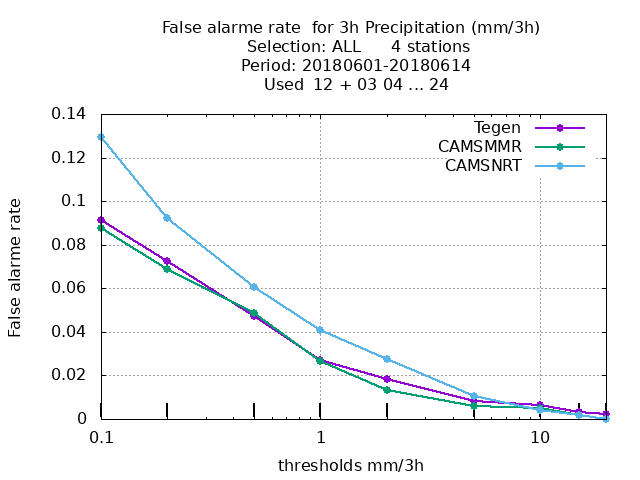 False alarme rate  for 3h Precipitation (mm/3h)
Selection: ALL      4 stations
Period: 20180601-20180614
Used  12 + 03 04 ... 24
0.14
0.12
0.1
0.08
0.06
0.04
0.02
0
False alarme rate
Tegen
CAMSMMR
CAMSNRT
0.1
1
10
thresholds mm/3h